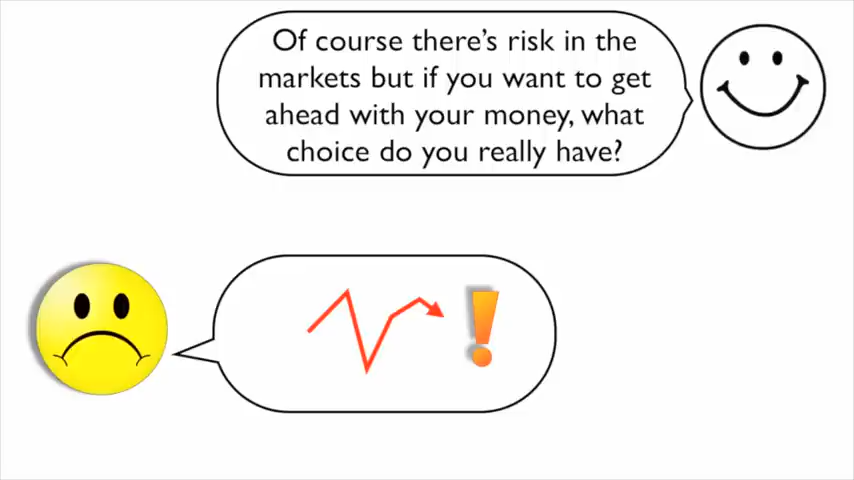 Of course there’s risk in the
markets but if you want to get
ahead with your money, what
choice do you really have?
!